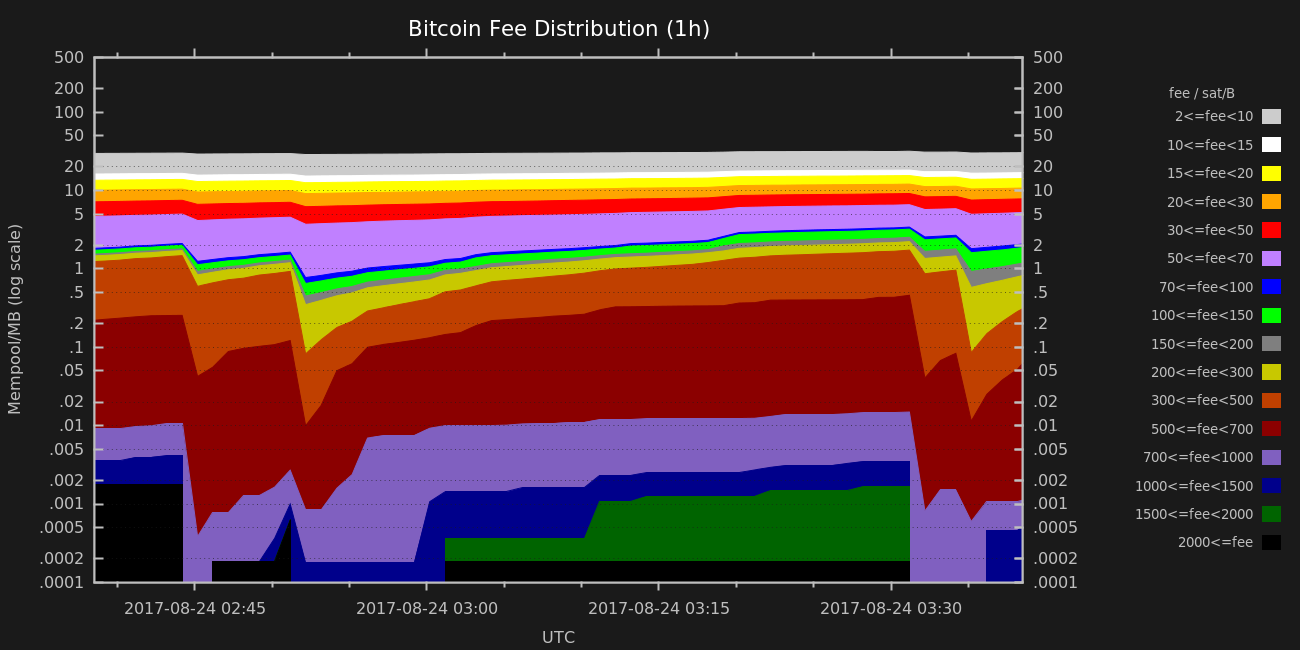 Bitcoin Fee Distribution (1h)
500 500
200 200
100 100
50 50
20 20
10 10
5 5
2 2
1 1
.5 .5
.2 .2
.1 .1
.05 .05
.02 .02
.01 .01
.005 .005
.002 .002
.001 .001
.0005 .0005
.0002 .0002
.0001 .0001
Mempool/MB (log scale)
2017-08-24 02:45 2017-08-24 03:00 2017-08-24 03:15 2017-08-24 03:30
UTC
fee / sat/B
2<=fee<10
10<=fee<15
15<=fee<20
20<=fee<30
30<=fee<50
50<=fee<70
70<=fee<100
100<=fee<150
150<=fee<200
200<=fee<300
300<=fee<500
500<=fee<700
700<=fee<1000
1000<=fee<1500
1500<=fee<2000
2000<=fee